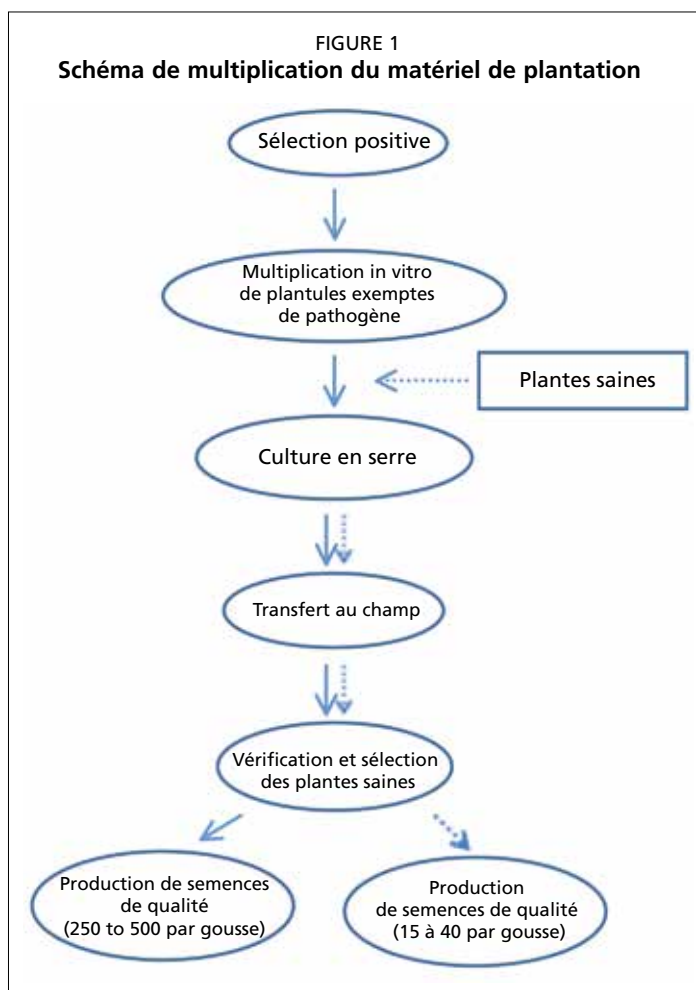 FIGURE 1
Schéma de multiplication du matériel de plantation
Sélection positive
Multiplication in vitro
de plantules exemptes
de pathogène
Plantes saines
Culture en serre
Transfert au champ
Vérification et sélection
des plantes saines
Production de semences
de qualité
(250 to 500 par gousse)
Production
de semences de qualité
(15 à 40 par gousse)